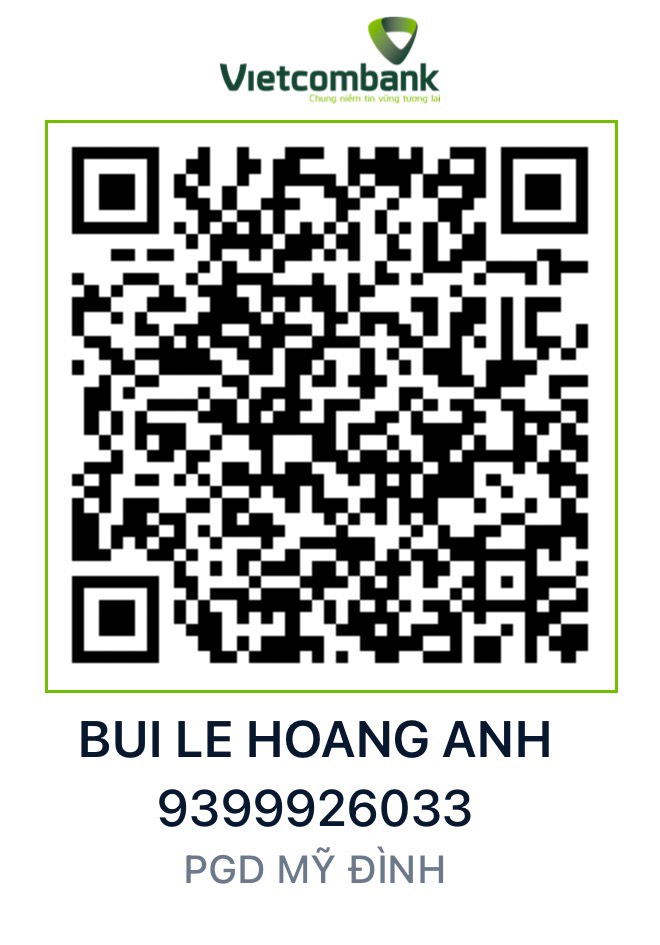 Vietcombank
Chung niềm tin vững tương lai
BUI LE HOANG ANH
9399926033
PGD MỸ ĐÌNH